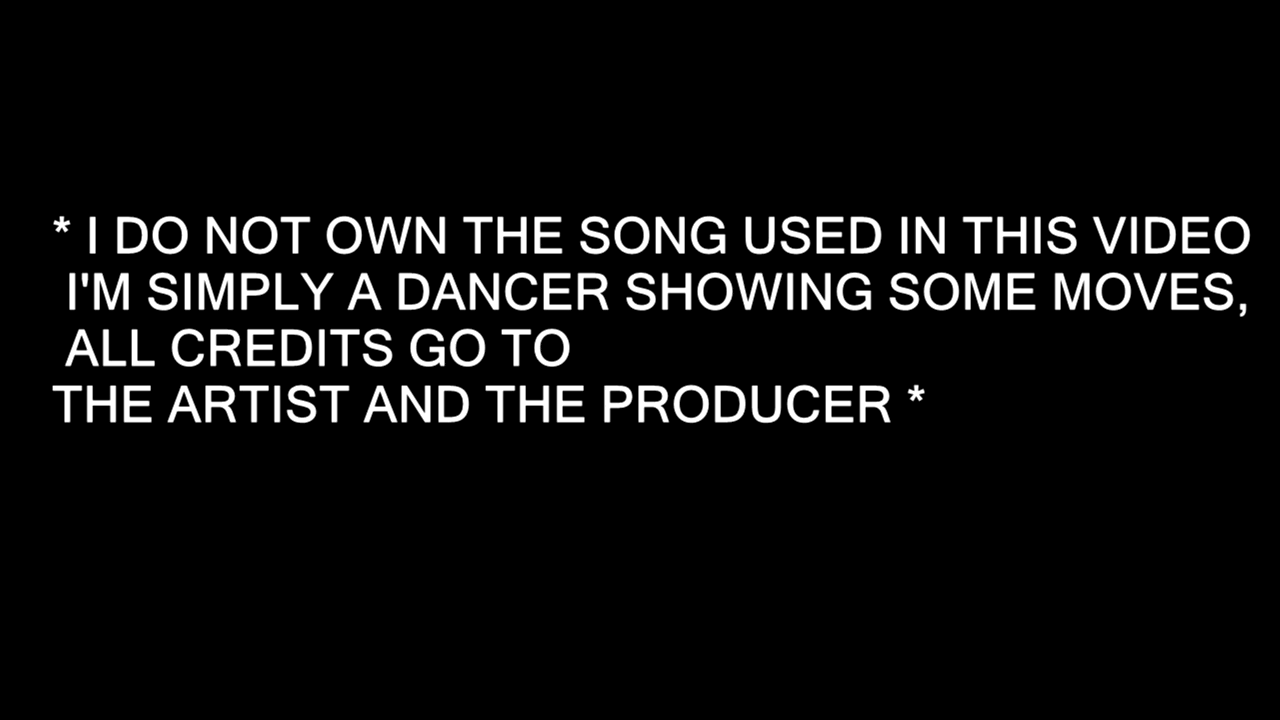 * I DO NOT OWN THE SONG USED IN THIS VIDEO
I'M SIMPLY A DANCER SHOWING SOME MOVES,
ALL CREDITS GO TO
THE ARTIST AND THE PRODUCER *